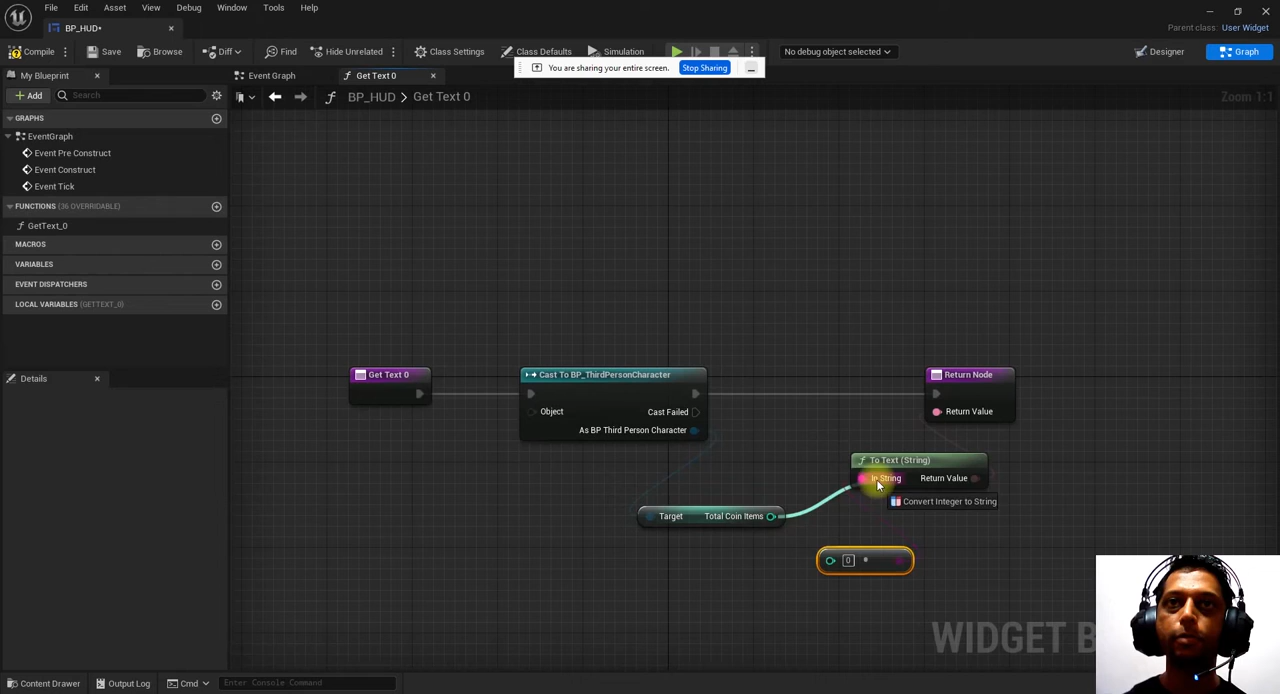 File Edit Asset View Debug Window Tools Help
BP_HUD•
Parent class: User Widget
Compile Save Browse Diff Find Hide Unrelated Class Settings Class Defaults Simulation No debug object selected Designer Graph
You are sharing your entire screen. Stop Sharing
My Blueprint Event Graph Get Text 0
Add Search BP_HUD > Get Text 0 Zoom 1:1
GRAPHS
EventGraph
Event Pre Construct
Event Construct
Event Tick
FUNCTIONS (36 OVERRIDABLE)
GetText_0
MACROS
VARIABLES
EVENT DISPATCHERS
LOCAL VARIABLES (GETTEXT_0)
Details
Get Text 0
Cast To BP_ThirdPersonCharacter
Object
Cast Failed
As BP Third Person Character
Return Node
Return Value
To Text (String)
In String Return Value
Convert Integer to String
Target Total Coin Items
0
WIDGET B
Content Drawer Output Log Cmd Enter Console Command